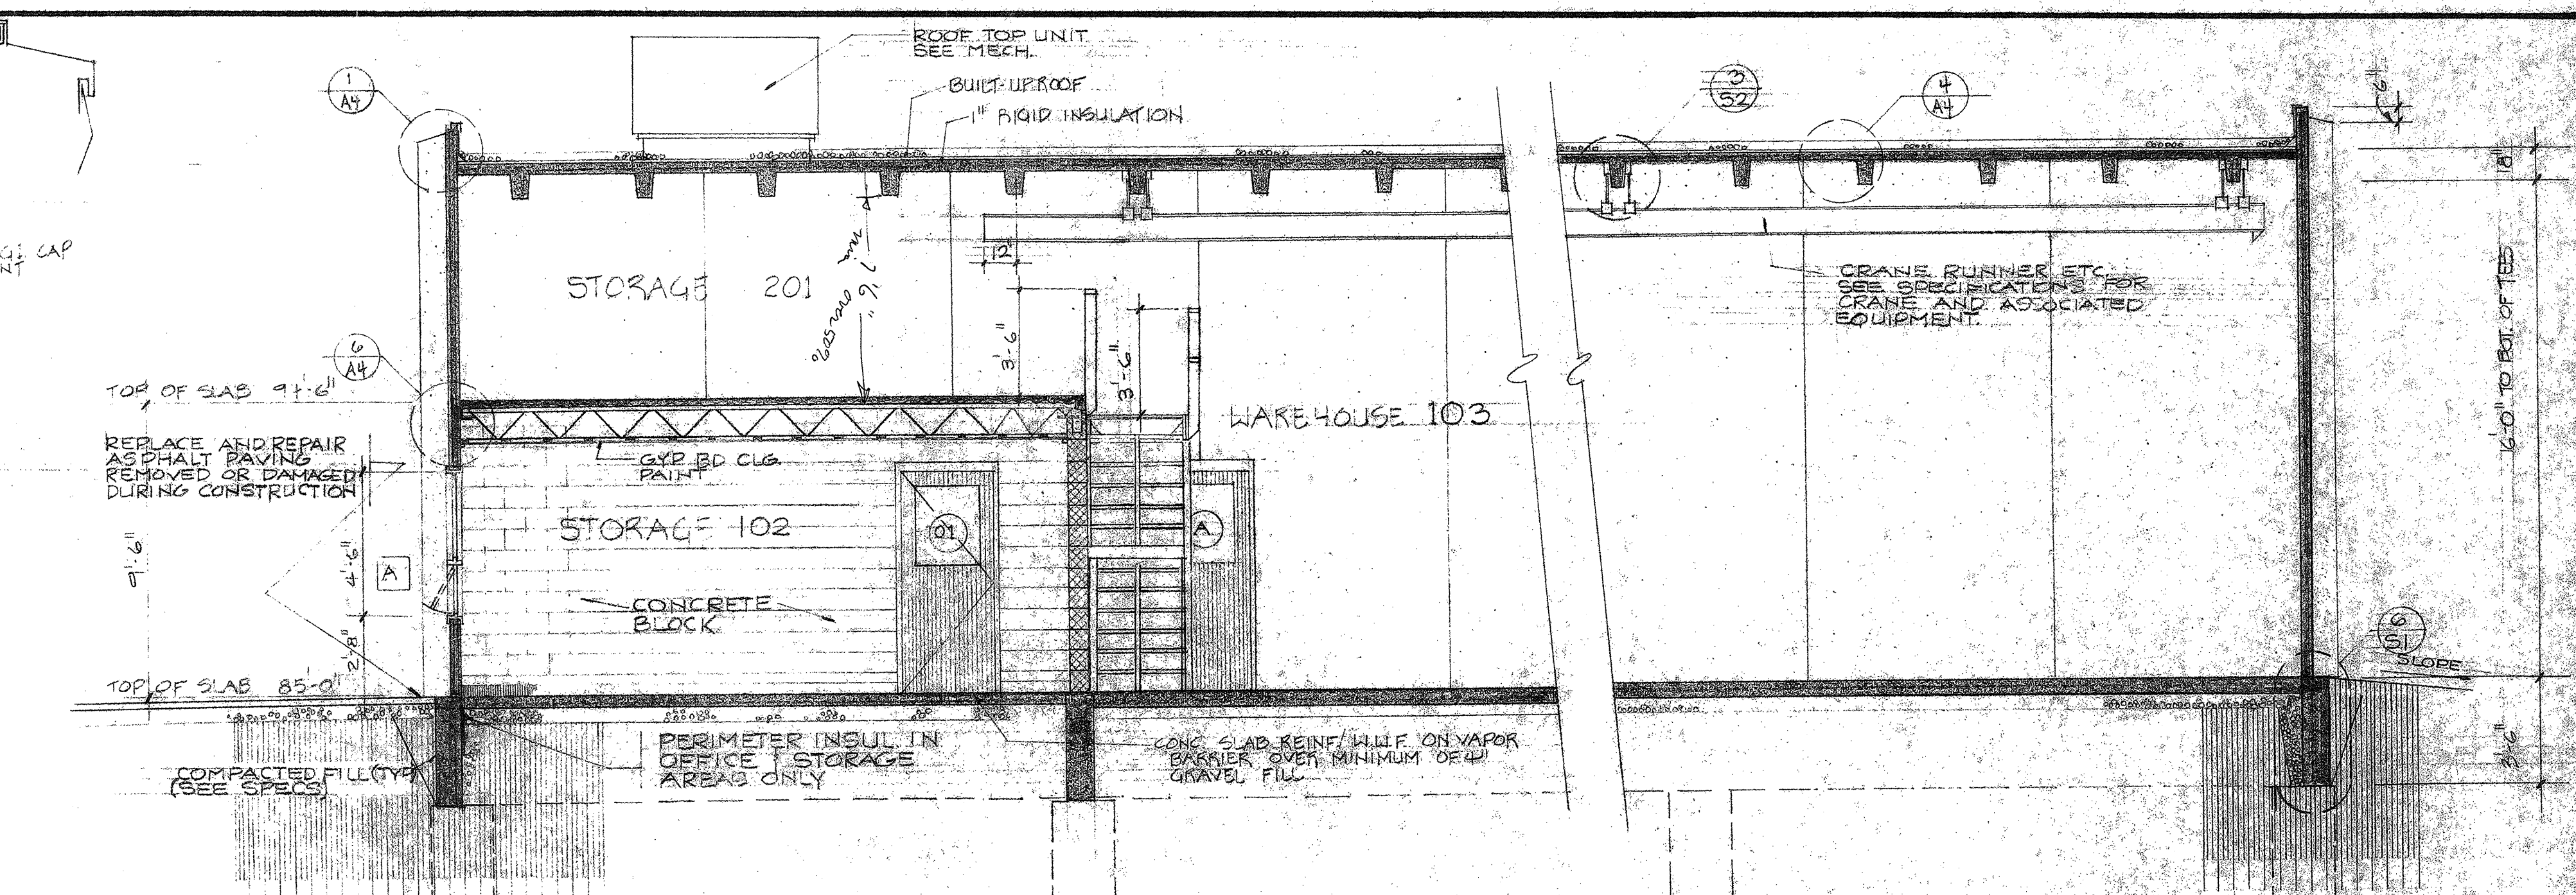 ROOF TOP UNIT
SEE MECH.
BUILT-UP ROOF
1" RIGID INSULATION
1
A4
3
S2
4
A4
6"
18"
CAP
STORAGE 201
12"
3'-6"
3'-6"
CRANE RUNNER ETC.
SEE SPECIFICATIONS FOR
CRANE AND ASSOCIATED
EQUIPMENT.
16'-0" TO BOT. OF TEES
6
A4
TOP OF SLAB 94'-6"
REPLACE AND REPAIR
ASPHALT PAVING
REMOVED OR DAMAGED
DURING CONSTRUCTION
GYP. BD CLG.
PAINT
WAREHOUSE 103
STORAGE 102
01
A
9'-6"
4'-6"
A
2'-8"
CONCRETE
BLOCK
6
S1
SLOPE
TOP OF SLAB 85'-0"
COMPACTED FILL (TYP)
(SEE SPECS)
PERIMETER INSUL IN
OFFICE & STORAGE
AREAS ONLY
CONC. SLAB REINF/ W.W.F. ON VAPOR
BARRIER OVER MINIMUM OF 4"
GRAVEL FILL
3'-6"